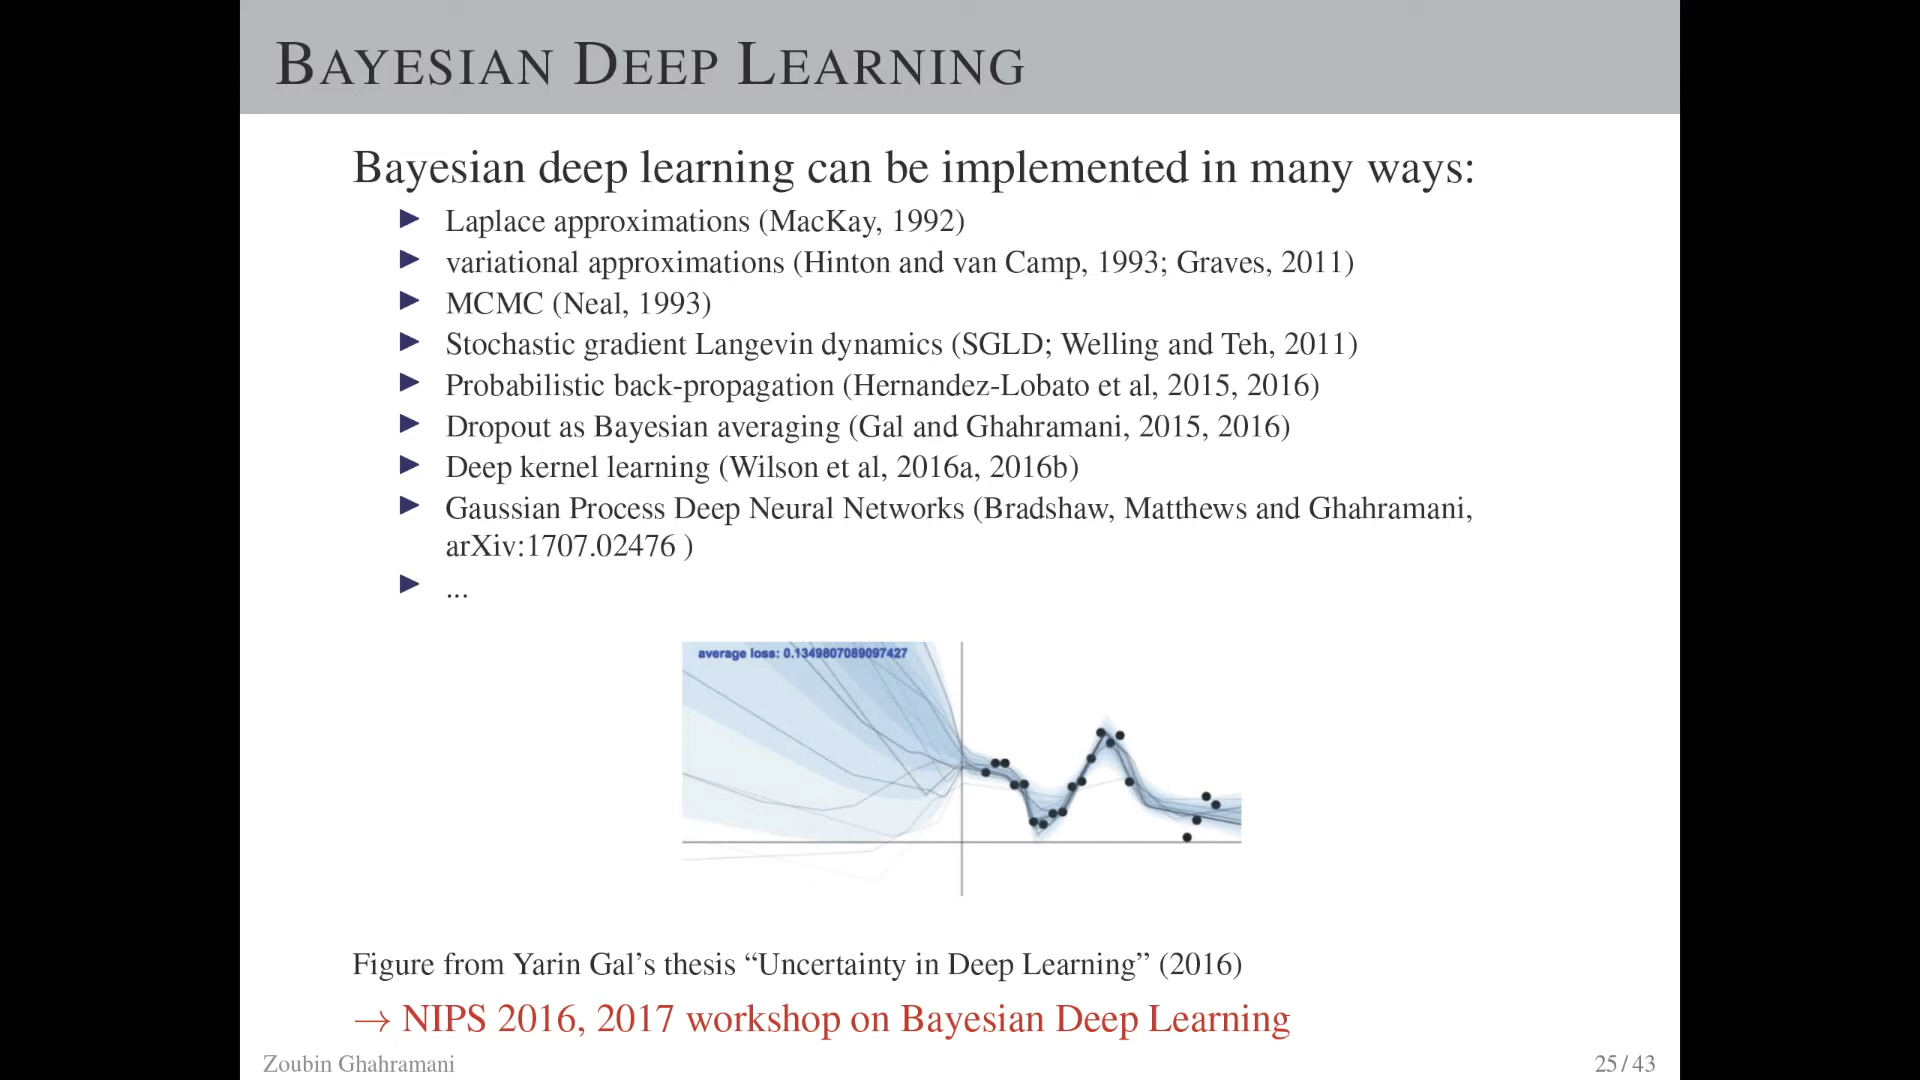 BAYESIAN DEEP LEARNING
Bayesian deep learning can be implemented in many ways:
▶ Laplace approximations (MacKay, 1992)
▶ variational approximations (Hinton and van Camp, 1993; Graves, 2011)
▶ MCMC (Neal, 1993)
▶ Stochastic gradient Langevin dynamics (SGLD; Welling and Teh, 2011)
▶ Probabilistic back-propagation (Hernandez-Lobato et al, 2015, 2016)
▶ Dropout as Bayesian averaging (Gal and Ghahramani, 2015, 2016)
▶ Deep kernel learning (Wilson et al, 2016a, 2016b)
▶ Gaussian Process Deep Neural Networks (Bradshaw, Matthews and Ghahramani,
arXiv:1707.02476 )
▶ ...
average loss: 0.1349807089097427
Figure from Yarin Gal's thesis “Uncertainty in Deep Learning” (2016)
→ NIPS 2016, 2017 workshop on Bayesian Deep Learning
Zoubin Ghahramani
25 / 43